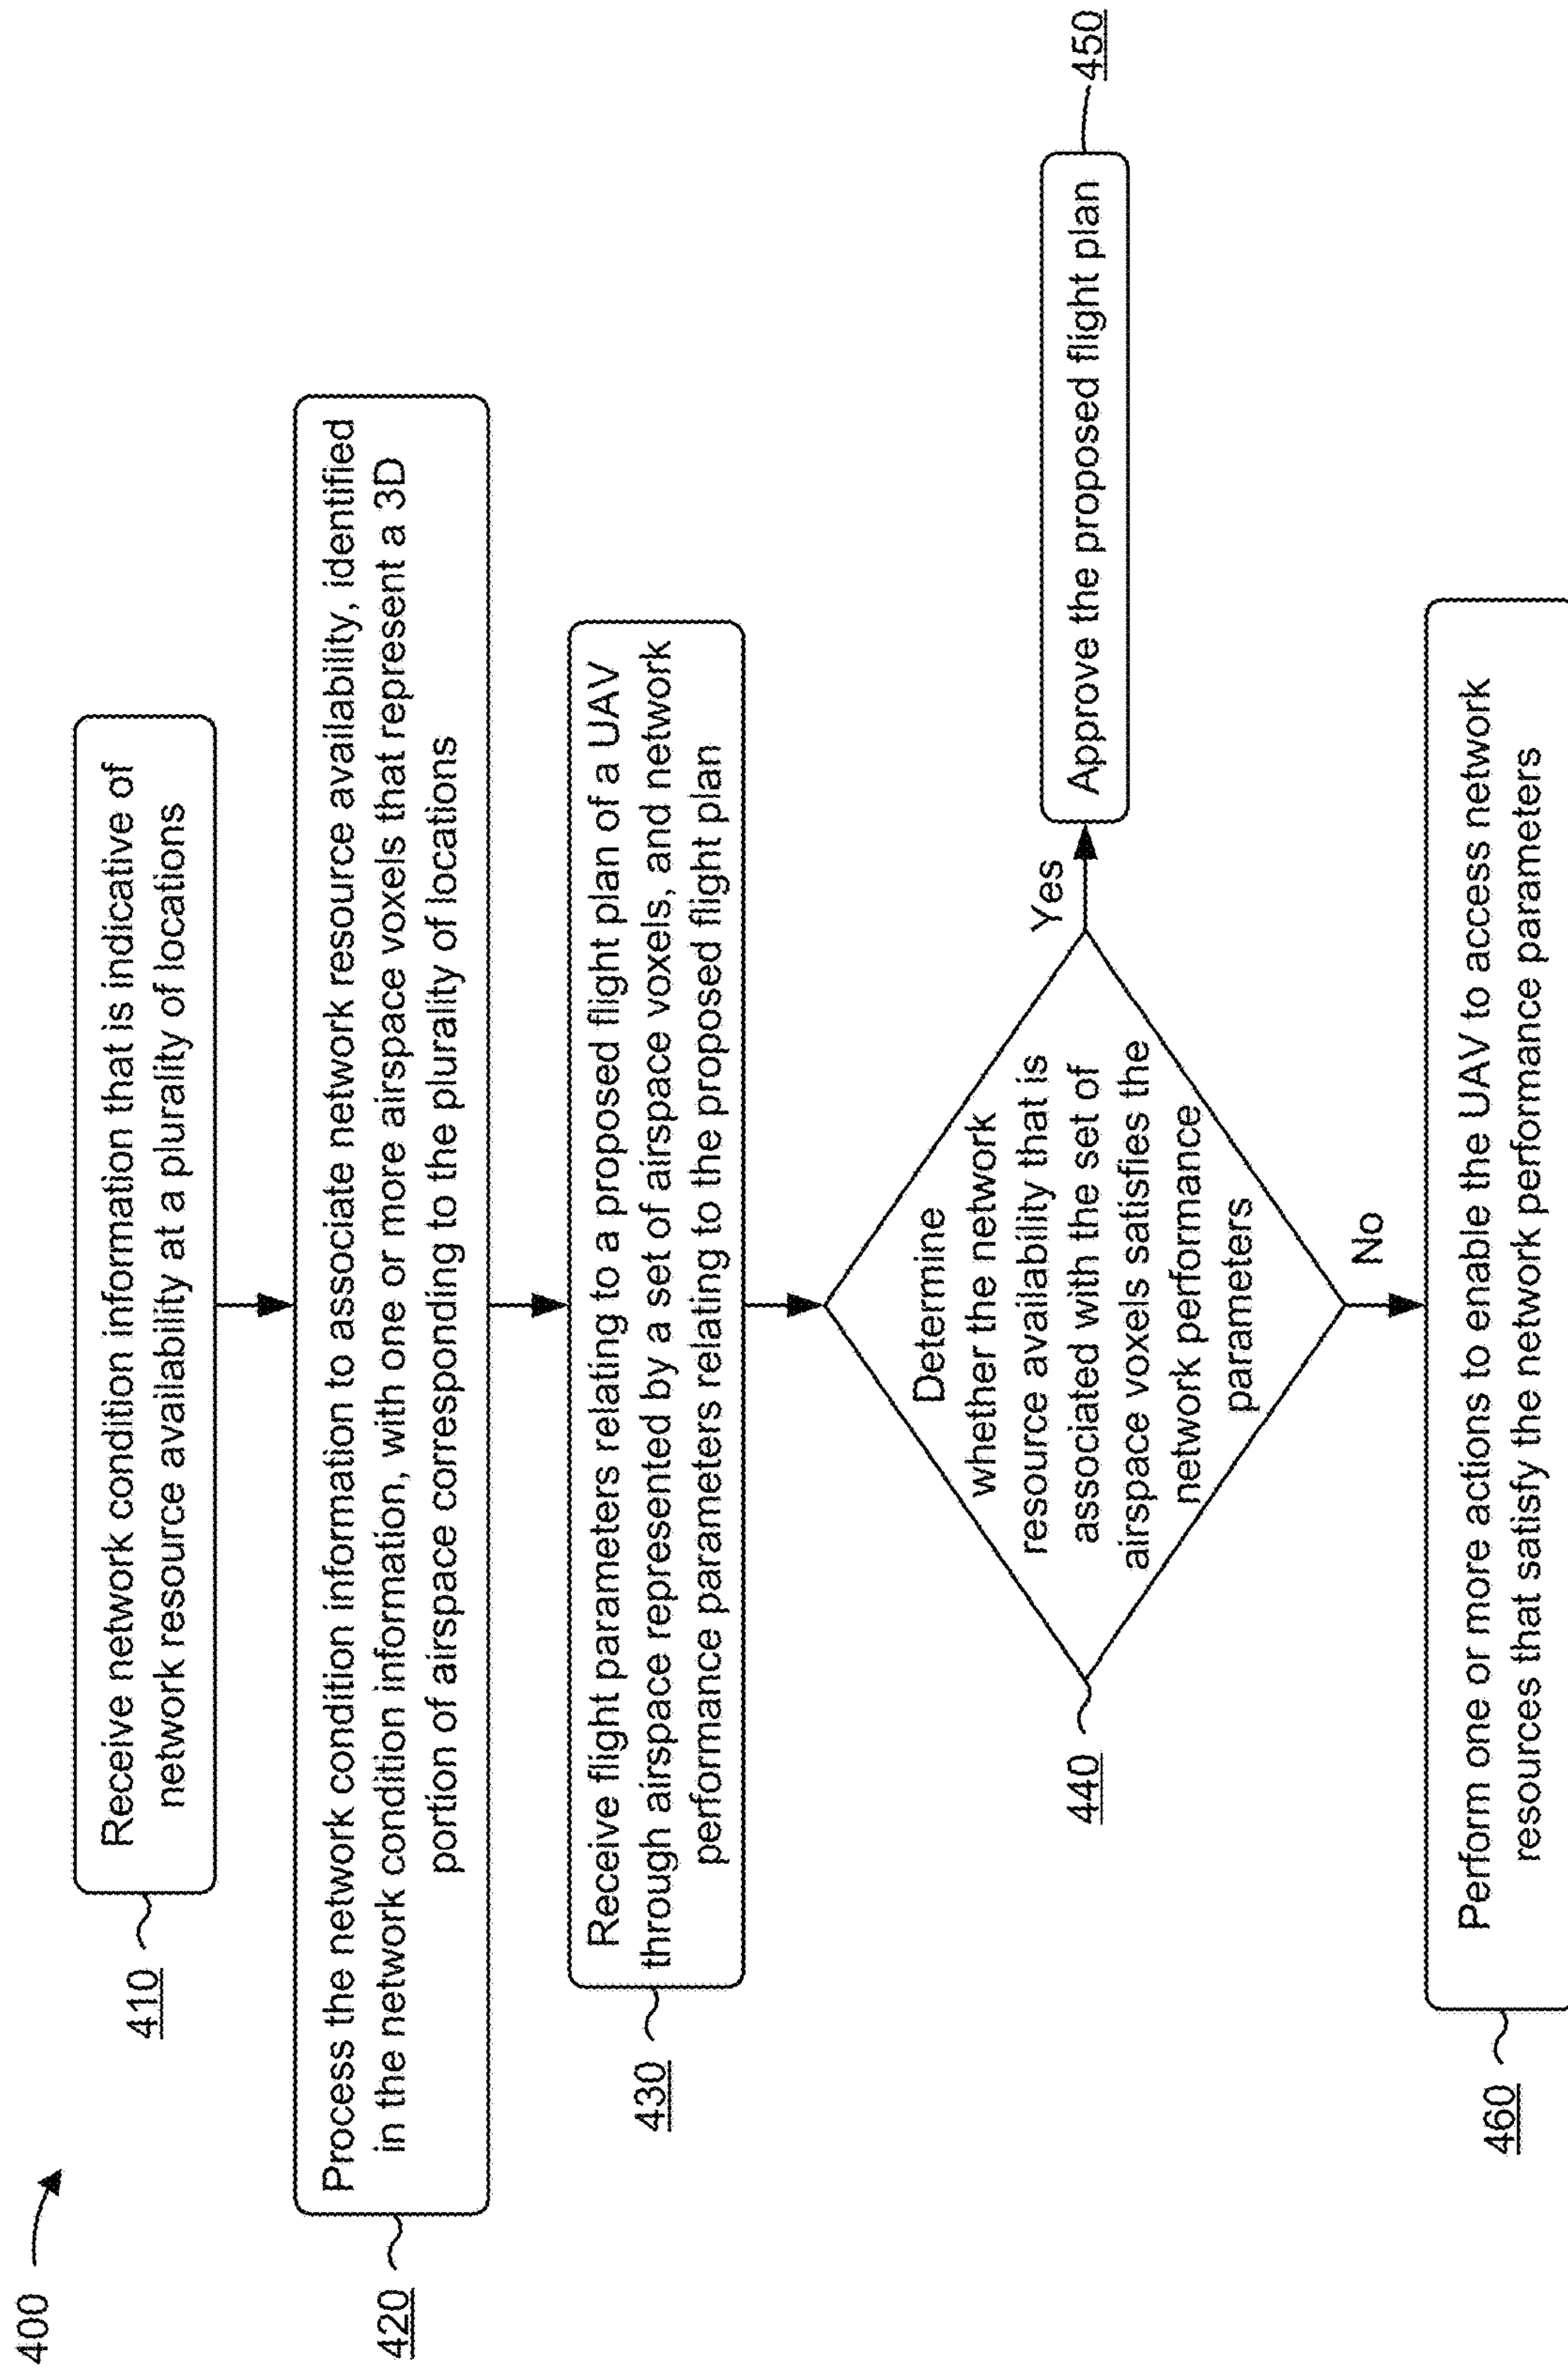 400
410
Receive network condition information that is indicative of
network resource availability at a plurality of locations
420
Process the network condition information to associate network resource availability, identified
in the network condition information, with one or more airspace voxels that represent a 3D
portion of airspace corresponding to the plurality of locations
430
Receive flight parameters relating to a proposed flight plan of a UAV
through airspace represented by a set of airspace voxels, and network
performance parameters relating to the proposed flight plan
440
Determine
whether the network
resource availability that is
associated with the set of
airspace voxels satisfies the
network performance
parameters
Yes
Approve the proposed flight plan
450
No
460
Perform one or more actions to enable the UAV to access network
resources that satisfy the network performance parameters